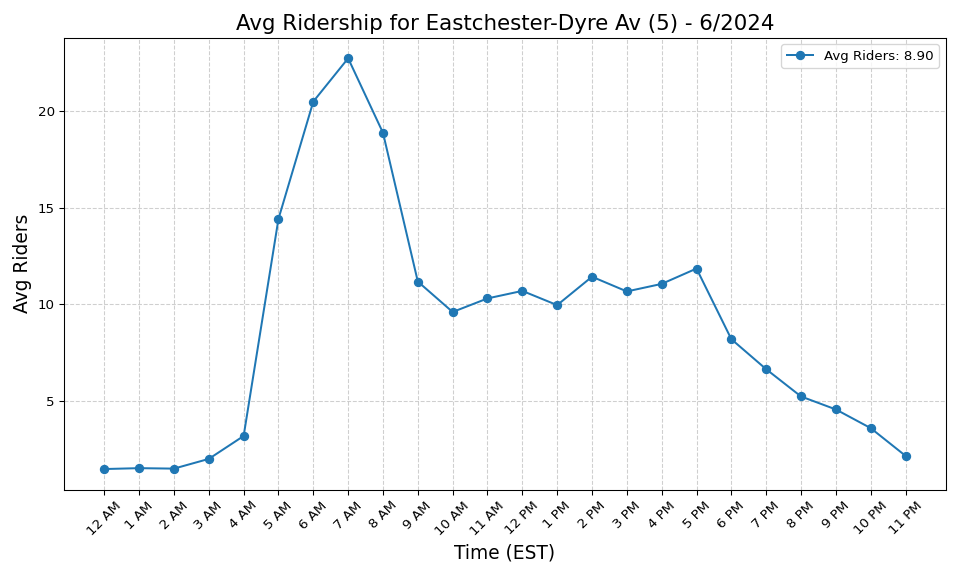 Avg Ridership for Eastchester-Dyre Av (5) - 6/2024
Avg Riders: 8.90
Avg Riders
20
15
10
5
12 AM
1 AM
2 AM
3 AM
4 AM
5 AM
6 AM
7 AM
8 AM
9 AM
10 AM
11 AM
12 PM
1 PM
2 PM
3 PM
4 PM
5 PM
6 PM
7 PM
8 PM
9 PM
10 PM
11 PM
Time (EST)